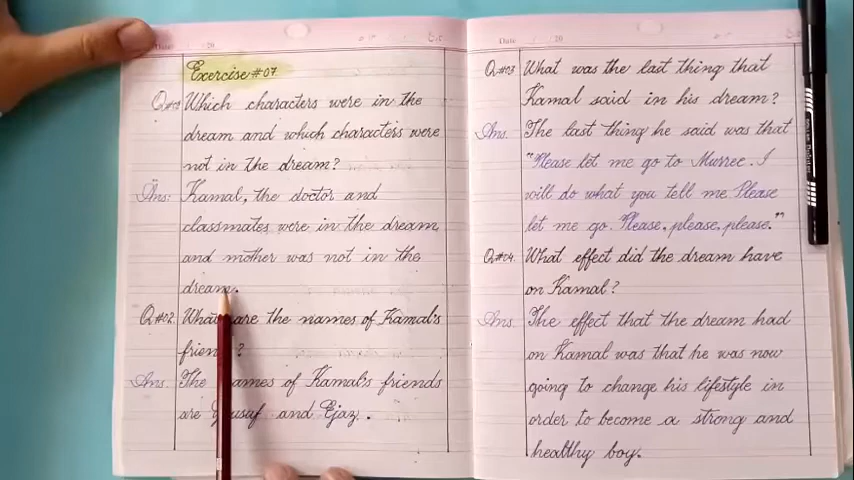 Date 20
Exercise #07
Q#01 Which characters were in the
dream and which characters were
not in the dream?
Ans: Kamal, the doctor and
classmates were in the dream,
and mother was not in the
dream.
Q#02. What are the names of Kamal's
friend ?
Ans. The names of Kamal's friends
are Yousaf and Ejaz.
Date 20
Q#03 What was the last thing that
Kamal said in his dream?
Ans. The last thing he said was that
"Please let me go to Murree. I
will do what you tell me. Please
let me go. Please, please, please."
Q#04. What effect did the dream have
on Kamal?
Ans. The effect that the dream had
on Kamal was that he was now
going to change his lifestyle in
order to become a strong and
healthy boy.